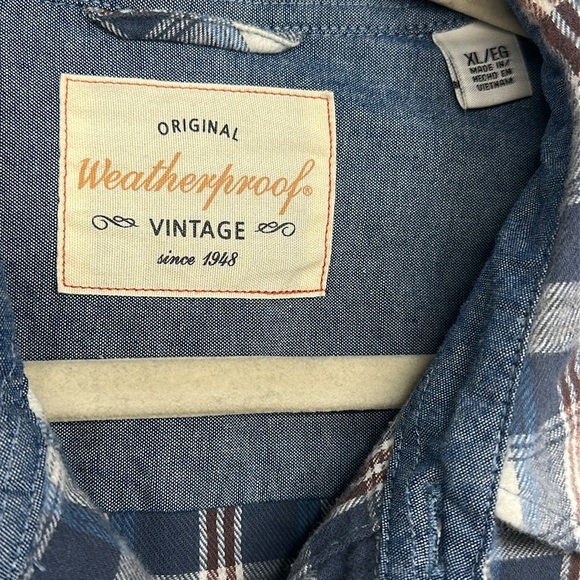 ORIGINAL
Weatherproof®
VINTAGE
since 1948
XL/EG
MADE IN/
HECHO EN
VIETNAM